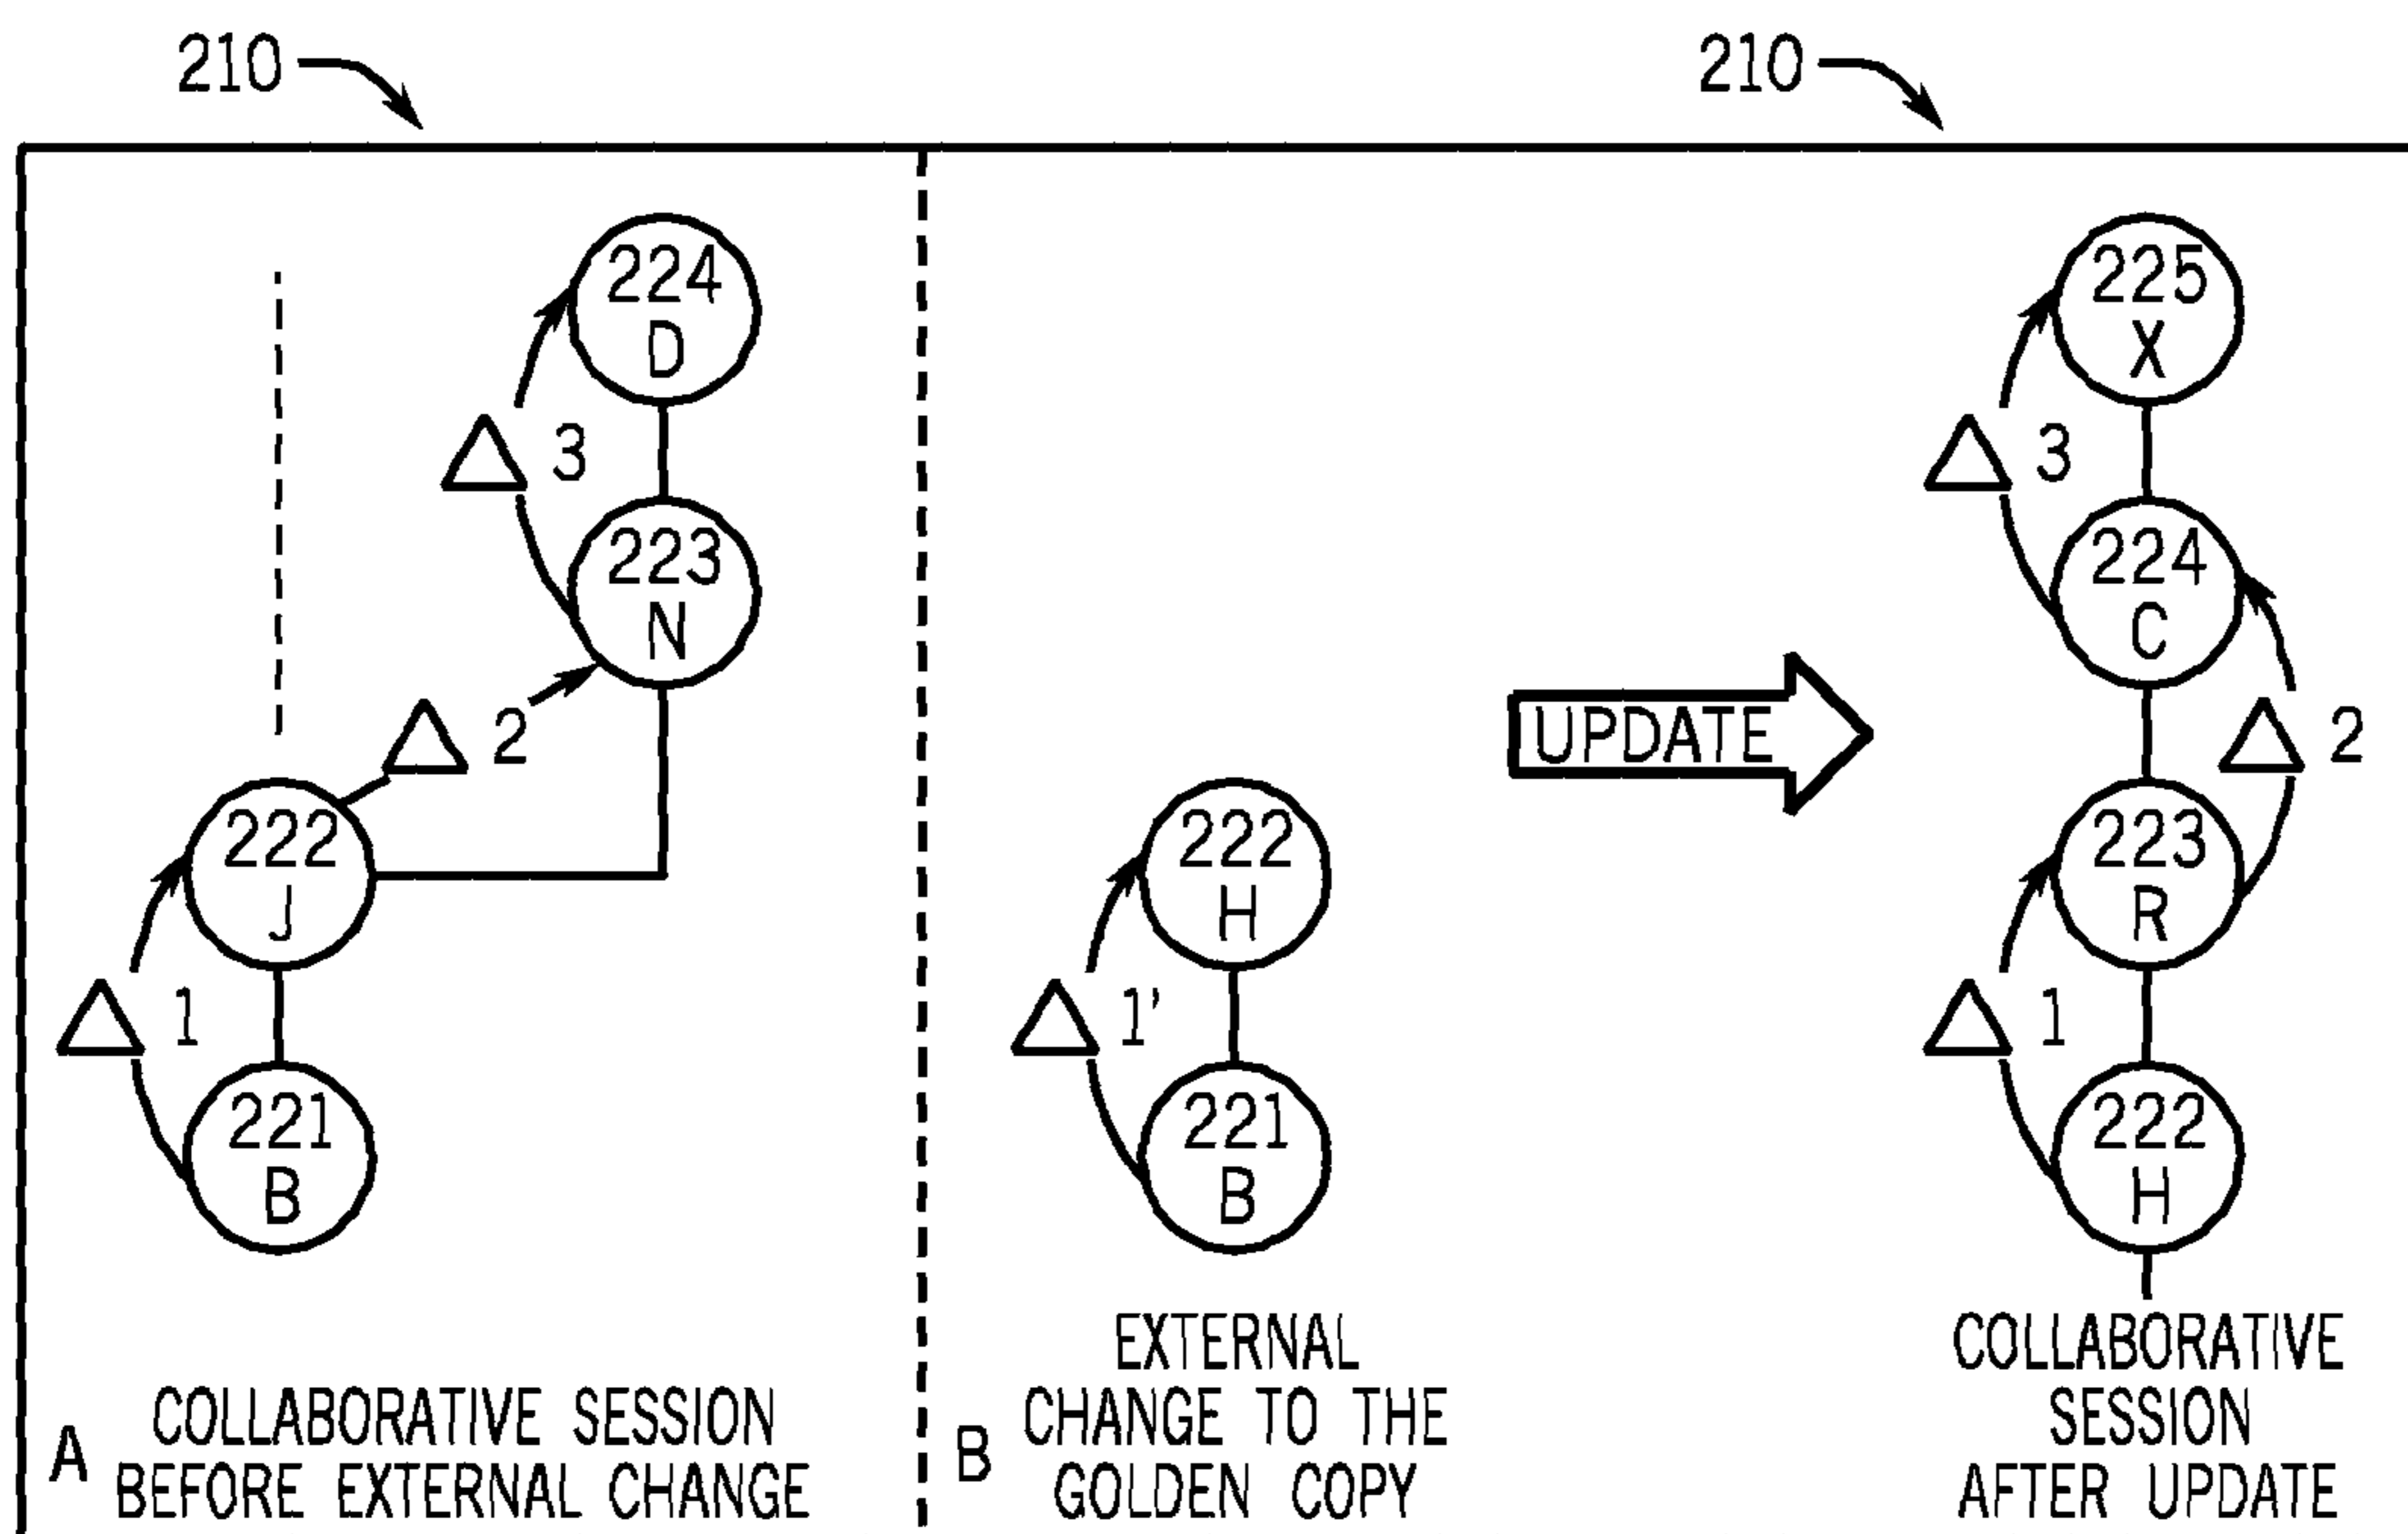 210
210
224
D
△ 3
223
N
△ 2
222
J
△ 1
221
B
A
COLLABORATIVE SESSION
BEFORE EXTERNAL CHANGE
222
H
△ 1'
221
B
B
EXTERNAL
CHANGE TO THE
GOLDEN COPY
UPDATE
225
X
△ 3
224
C
△ 2
223
R
△ 1
222
H
COLLABORATIVE
SESSION
AFTER UPDATE